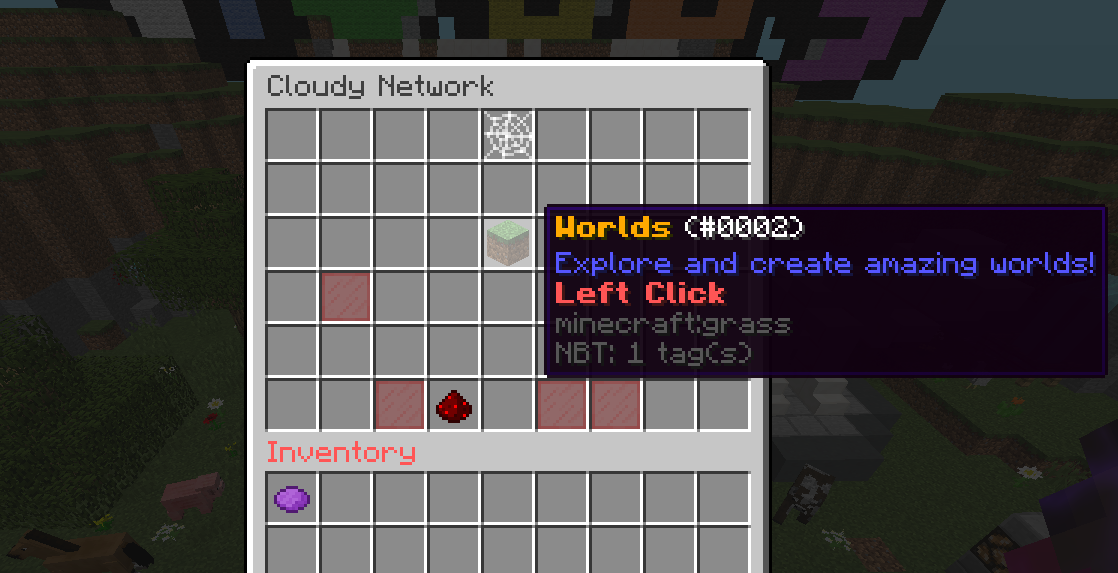 Cloudy Network
Worlds (#0002)
Explore and create amazing worlds!
Left Click
minecraft:grass
NBT: 1 tag(s)
Inventory